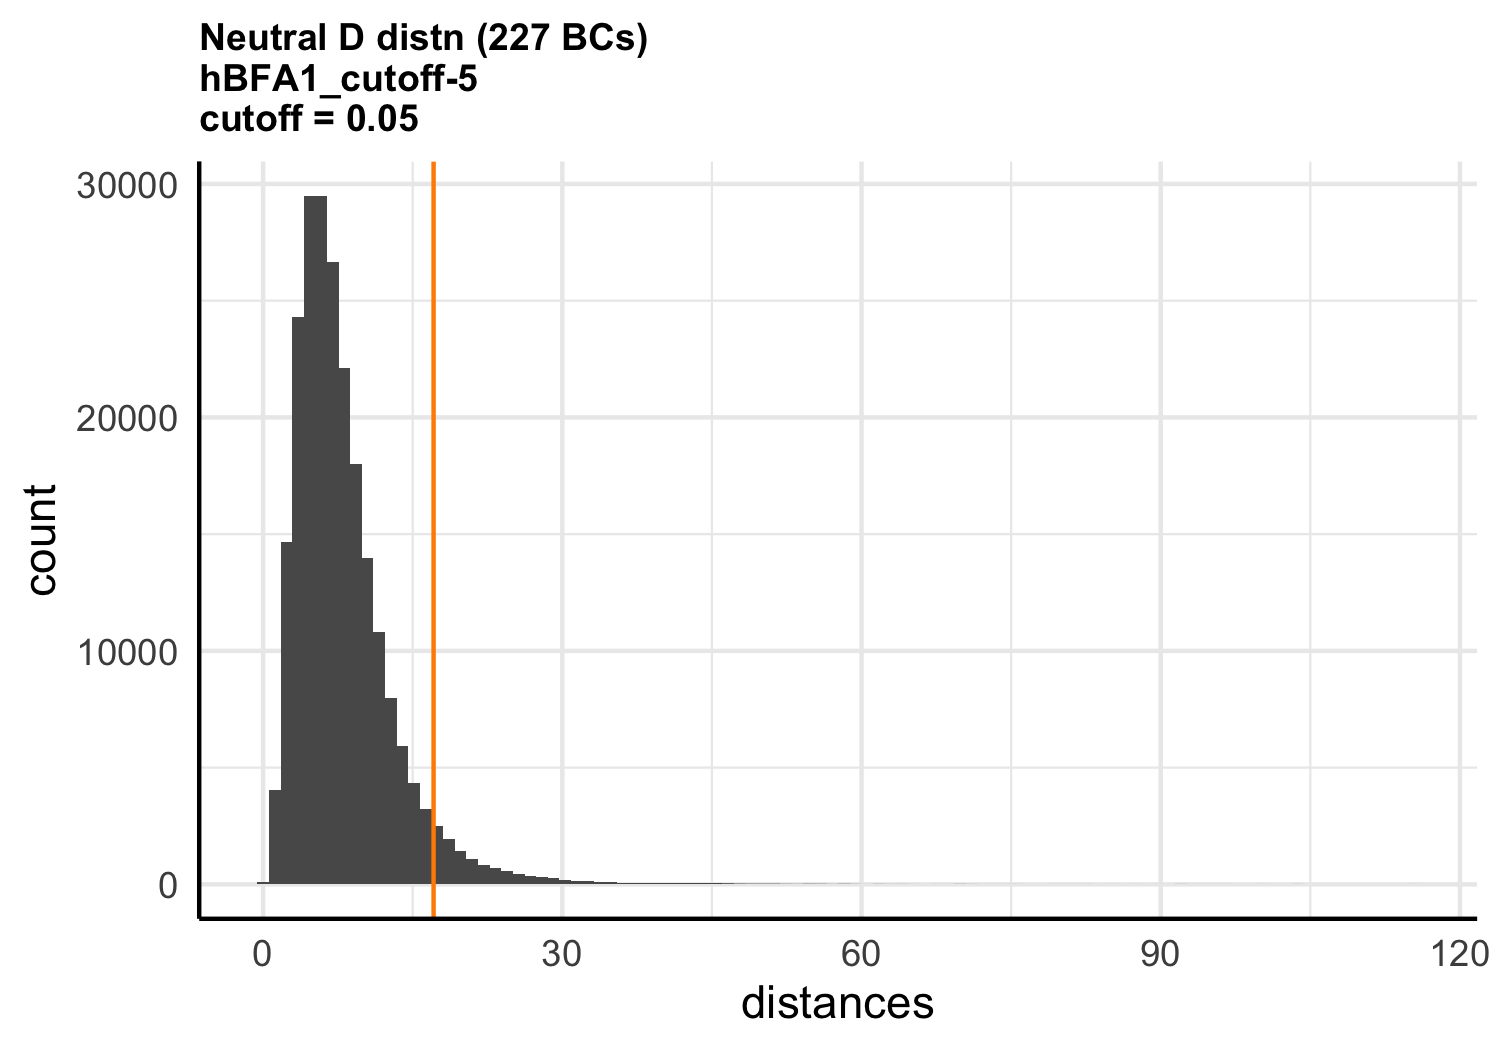 Neutral D distn (227 BCs)
hBFA1_cutoff-5
cutoff = 0.05
30000
20000
10000
0
count
0 30 60 90 120
distances